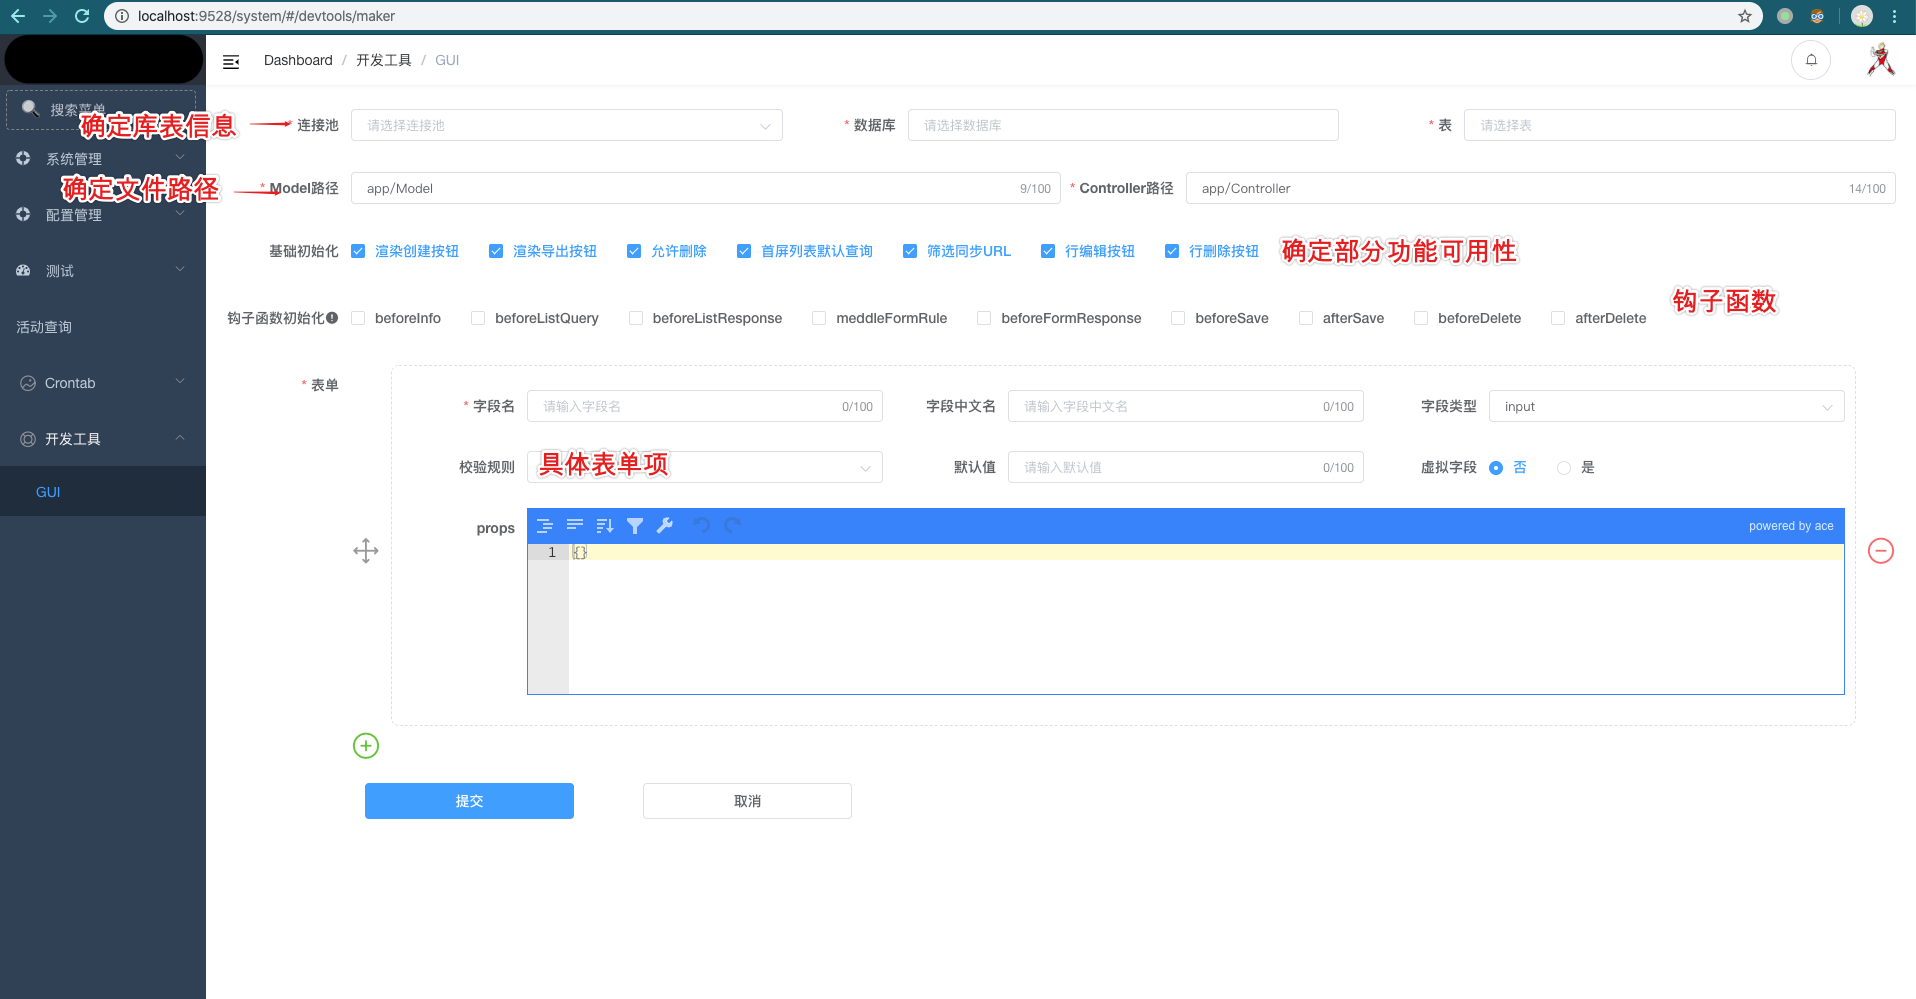 localhost:9528/system/#/devtools/maker
Dashboard / 开发工具 / GUI
搜索菜单
系统管理
配置管理
测试
活动查询
Crontab
开发工具
GUI
确定库表信息
* 连接池 请选择连接池 * 数据库 请选择数据库 * 表 请选择表
确定文件路径
* Model路径 app/Model 9/100 * Controller路径 app/Controller 14/100
基础初始化 渲染创建按钮 渲染导出按钮 允许删除 首屏列表默认查询 筛选同步URL 行编辑按钮 行删除按钮 确定部分功能可用性
钩子函数
钩子函数初始化 beforeInfo beforeListQuery beforeListResponse meddleFormRule beforeFormResponse beforeSave afterSave beforeDelete afterDelete
* 表单
* 字段名 请输入字段名 0/100 字段中文名 请输入字段中文名 0/100 字段类型 input
校验规则 具体表单项 默认值 请输入默认值 0/100 虚拟字段 否 是
props powered by ace
1 {}
提交 取消